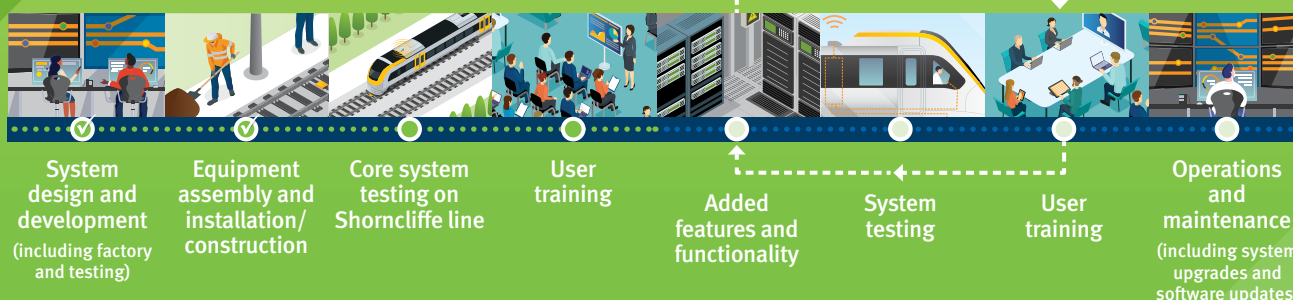 System
design and
development
(including factory
and testing)
Equipment
assembly and
installation/
construction
Core system
testing on
Shorncliffe line
User
training
Added
features and
functionality
System
testing
User
training
Operations
and
maintenance
(including system
upgrades and
software updates